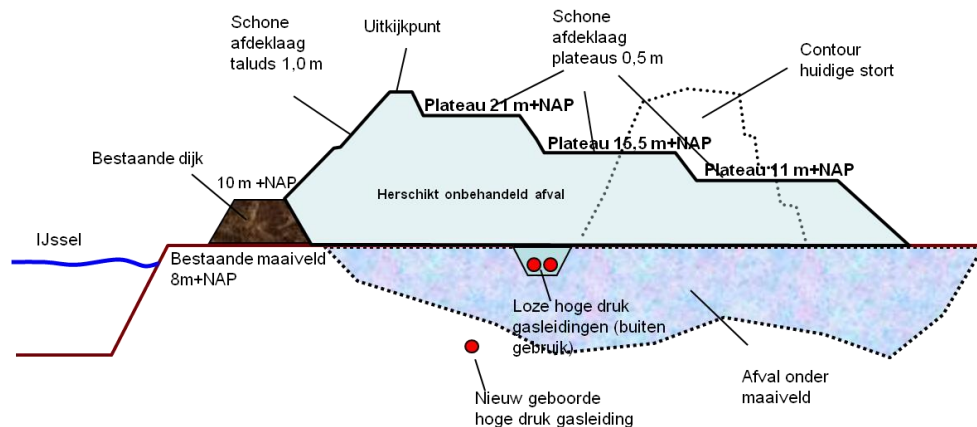 Schone
afdeklaag
taluds 1,0 m
Uitkijkpunt
Schone
afdeklaag
plateaus 0,5 m
Contour
huidige stort
Plateau 21 m+NAP
Plateau 15,5 m+NAP
Plateau 11 m+NAP
Bestaande dijk
10 m +NAP
Herschikt onbehandeld afval
IJssel
Bestaande maaiveld
8m+NAP
Loze hoge druk
gasleidingen (buiten
gebruik)
Nieuw geboorde
hoge druk gasleiding
Afval onder
maaiveld